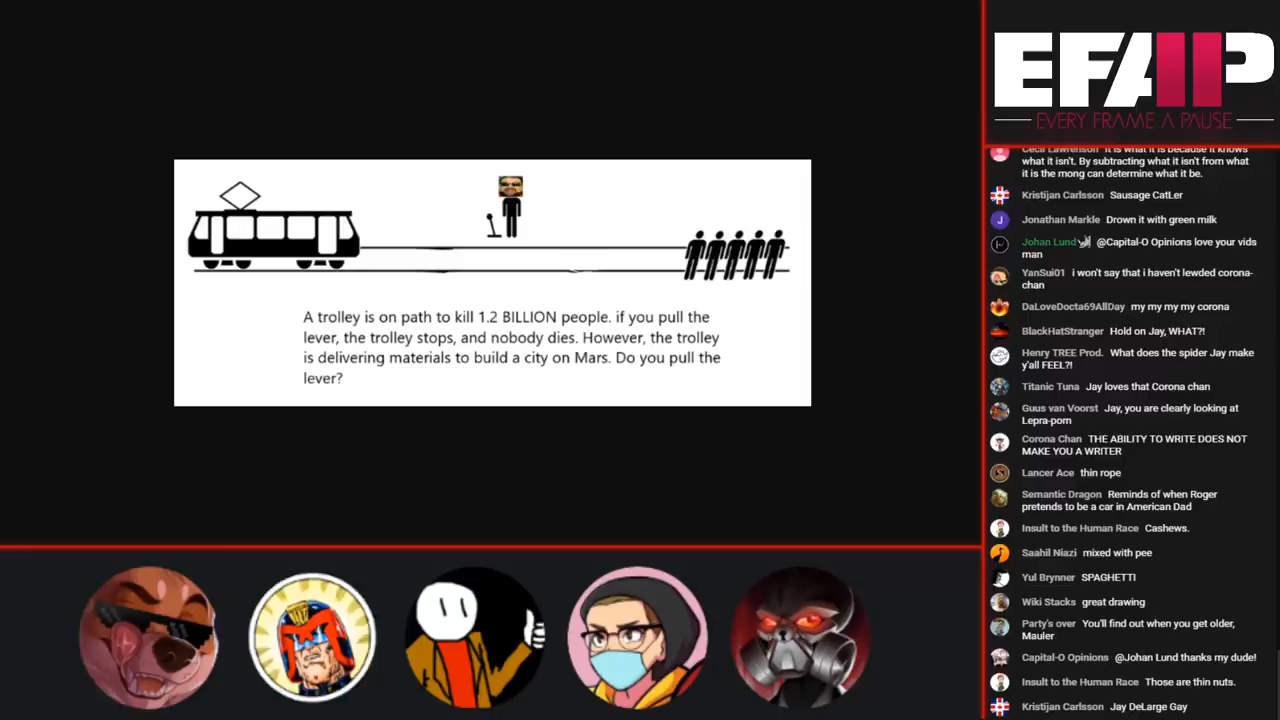 A trolley is on path to kill 1.2 BILLION people. if you pull the
lever, the trolley stops, and nobody dies. However, the trolley
is delivering materials to build a city on Mars. Do you pull the
lever?
EFAP
EVERY FRAME A PAUSE
Cecil Lawrenson It is what it is because it knows
what it isn't. By subtracting what it isn't from what
it is the mong can determine what it be.
Kristijan Carlsson Sausage CatLer
J
Jonathan Markle Drown it with green milk
Johan Lund @Capital-O Opinions love your vids
man
YanSui01 i won't say that i haven't lewded corona-
chan
DaLoveDocta69AllDay my my my my corona
BlackHatStranger Hold on Jay, WHAT?!
Henry TREE Prod. What does the spider Jay make
y'all FEEL?!
Titanic Tuna Jay loves that Corona chan
Guus van Voorst Jay, you are clearly looking at
Lepra-porn
Corona Chan THE ABILITY TO WRITE DOES NOT
MAKE YOU A WRITER
Lancer Ace thin rope
Semantic Dragon Reminds of when Roger
pretends to be a car in American Dad
Insult to the Human Race Cashews.
Saahil Niazi mixed with pee
Yul Brynner SPAGHETTI
Wiki Stacks great drawing
Party's over You'll find out when you get older,
Mauler
Capital-O Opinions @Johan Lund thanks my dude!
Insult to the Human Race Those are thin nuts.
Kristijan Carlsson Jay DeLarge Gay